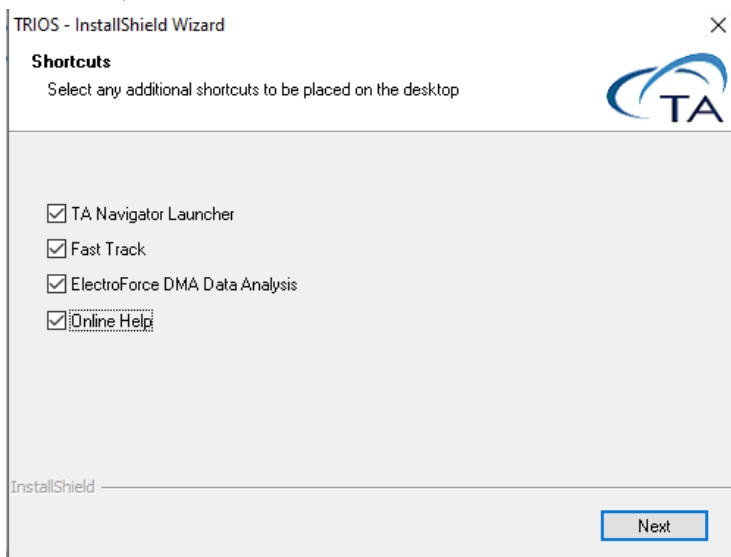 TRIOS - InstallShield Wizard
Shortcuts
Select any additional shortcuts to be placed on the desktop
TA
TA Navigator Launcher
Fast Track
ElectroForce DMA Data Analysis
Online Help
InstallShield
Next